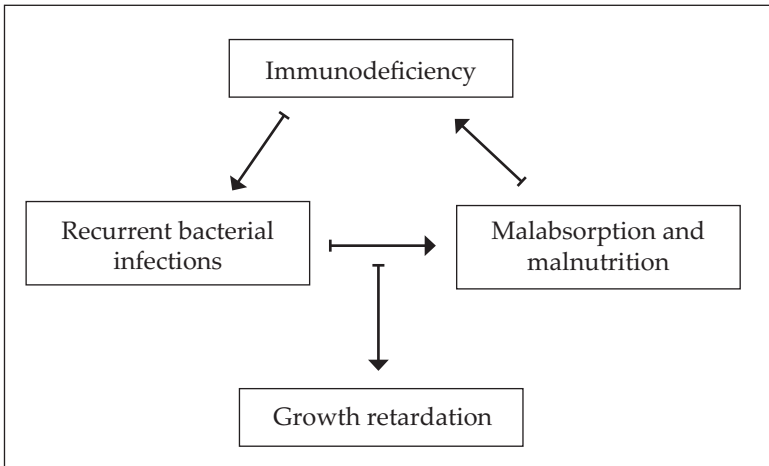 Immunodeficiency
Recurrent bacterial
infections
Malabsorption and
malnutrition
Growth retardation